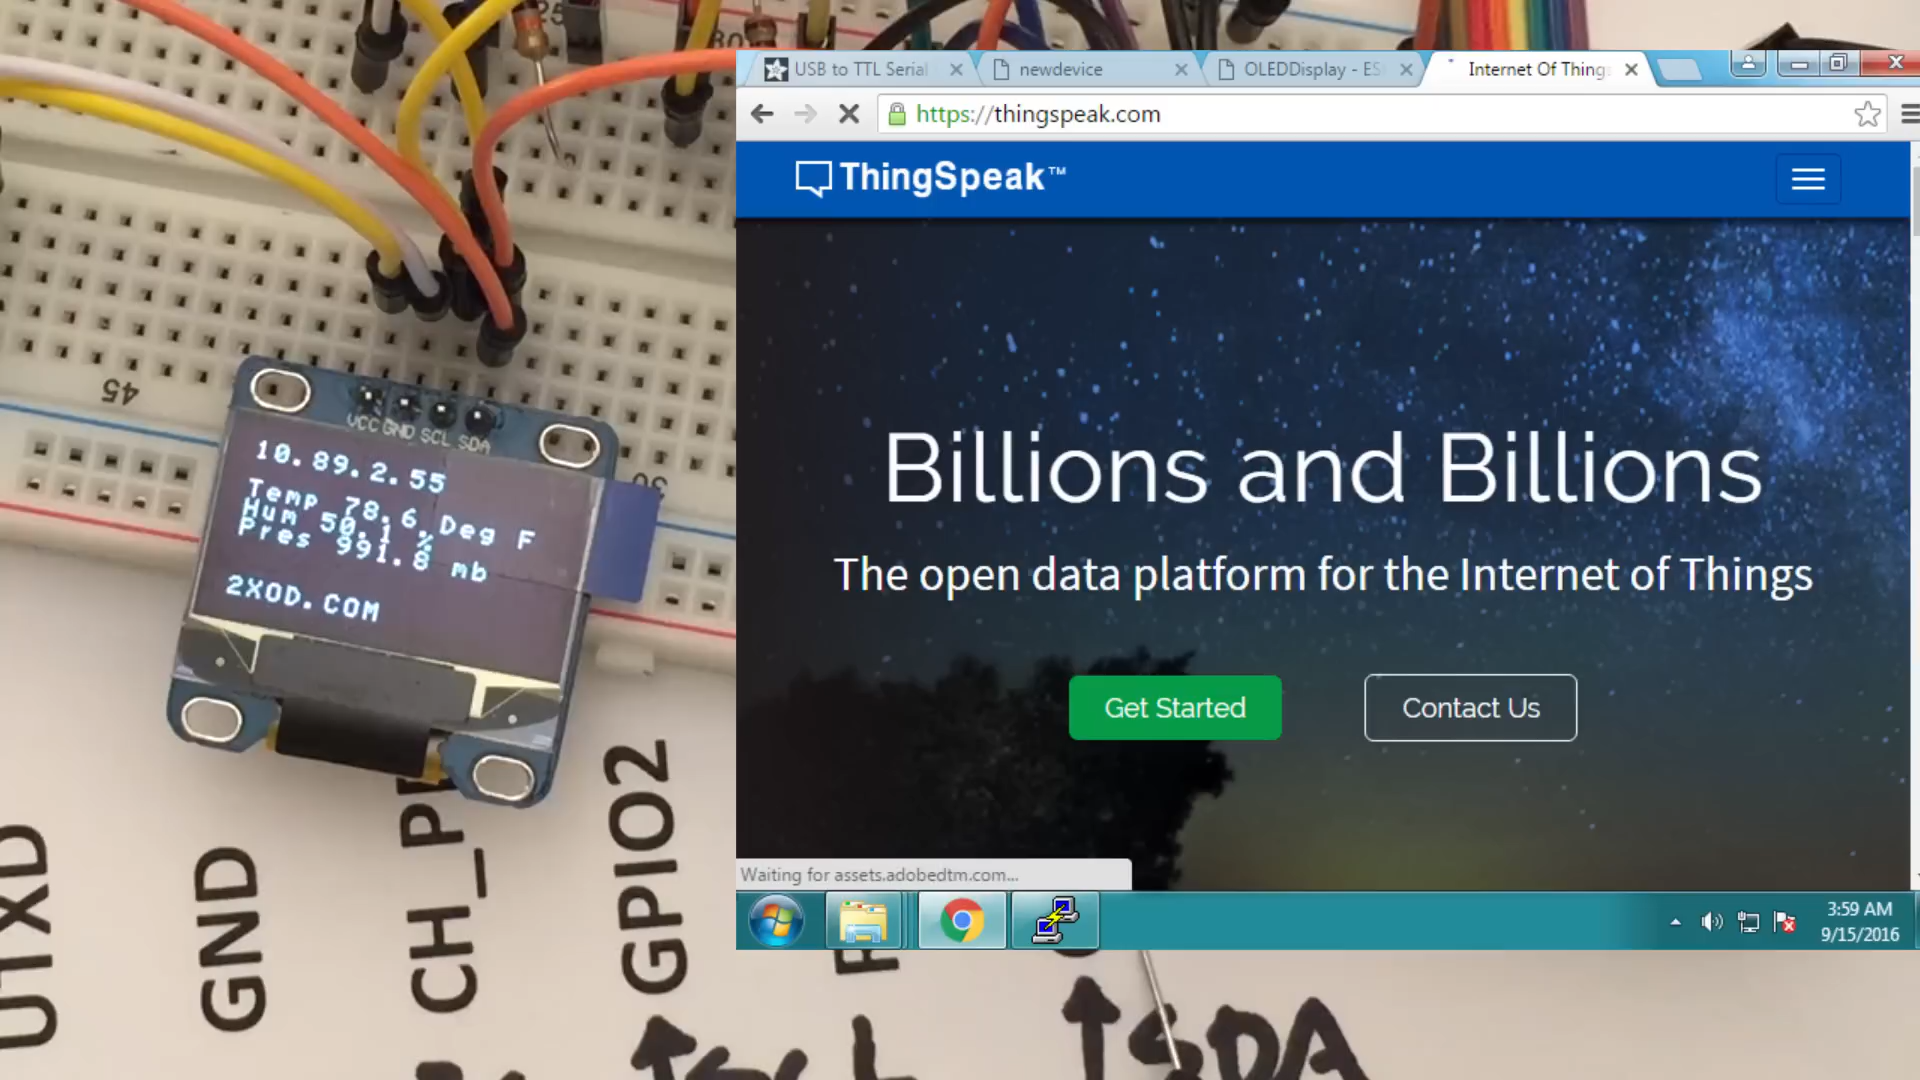 45
VCC GND SCL SDA
10.89.2.55
Temp 78.6 Deg F
Hum 50.1 %
Pres 991.8 mb
2XOD.COM
30
GND
GPIO2
SDA
USB to TTL Serial
newdevice
OLEDDisplay - ES
Internet Of Things
https://thingspeak.com
ThingSpeak™
Billions and Billions
The open data platform for the Internet of Things
Get Started
Contact Us
Waiting for assets.adobedtm.com...
3:59 AM
9/15/2016